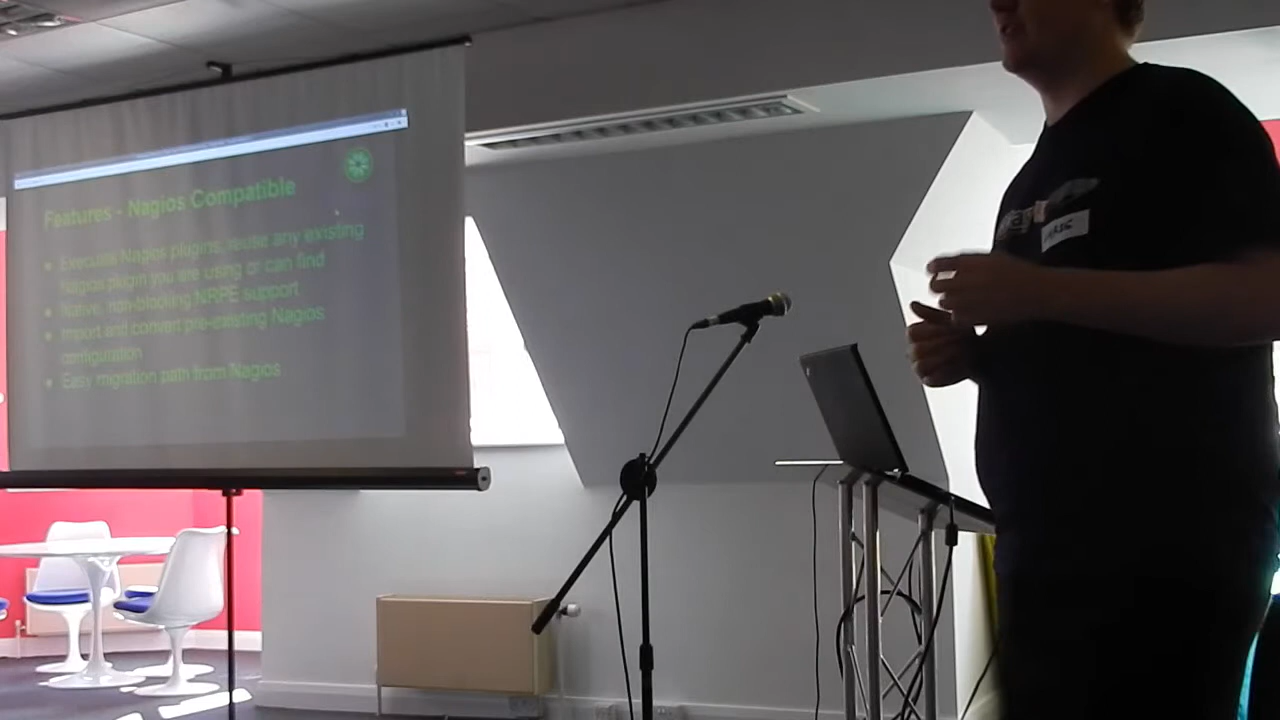 Features - Nagios Compatible
• Execute Nagios plugins, reuse any existing
Nagios plugin you are using or can find
• Native, non-blocking NRPE support
• Import and convert pre-existing Nagios
configuration
• Easy migration path from Nagios